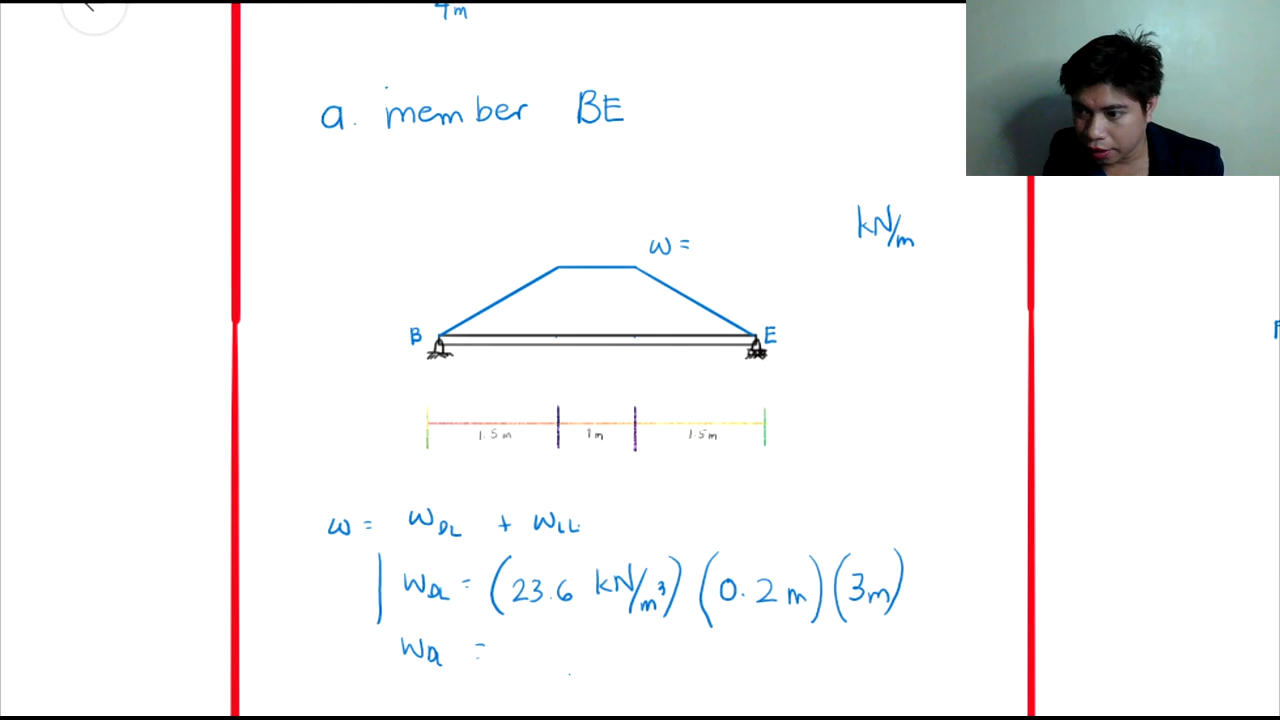 4m
a. member BE
kN/m
w =
B E
1.5m 1m 1.5m
w = wDL + wLL
wDL = (23.6 kN/m³) (0.2m) (3m)
wDL =